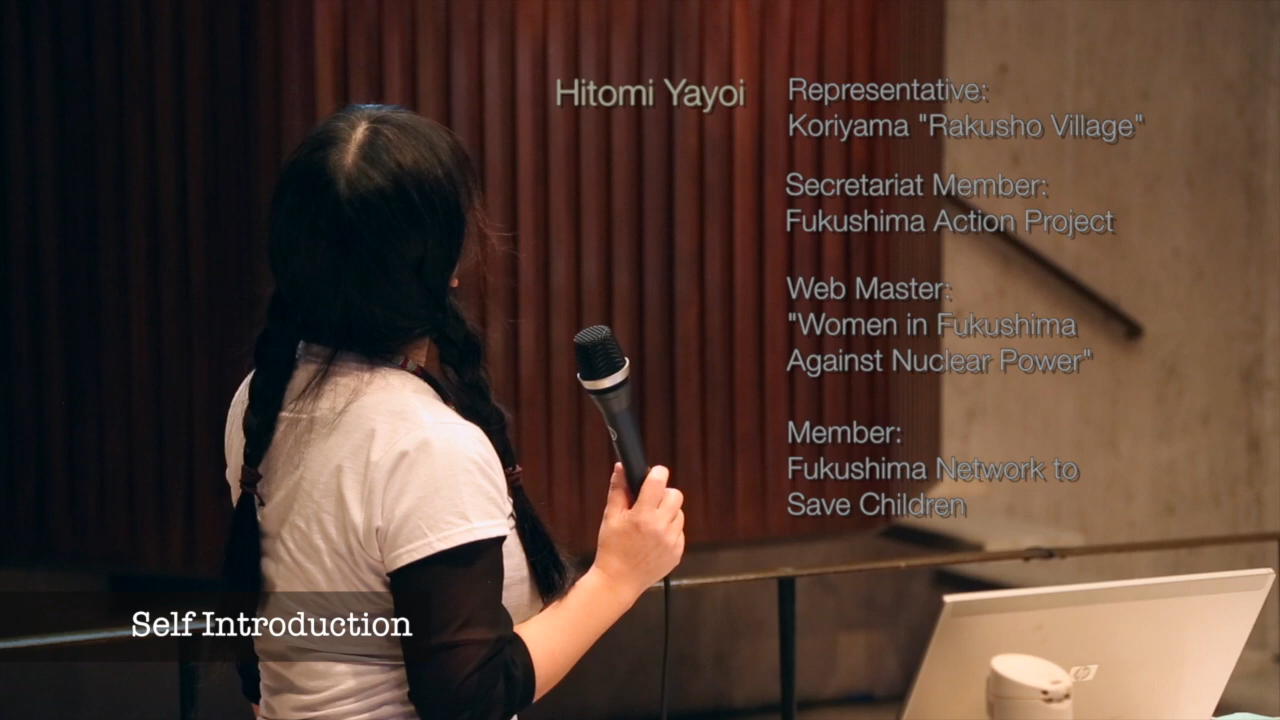 Hitomi Yayoi
Representative:
Koriyama "Rakusho Village"
Secretariat Member:
Fukushima Action Project
Web Master:
"Women in Fukushima
Against Nuclear Power"
Member:
Fukushima Network to
Save Children
Self Introduction
hp